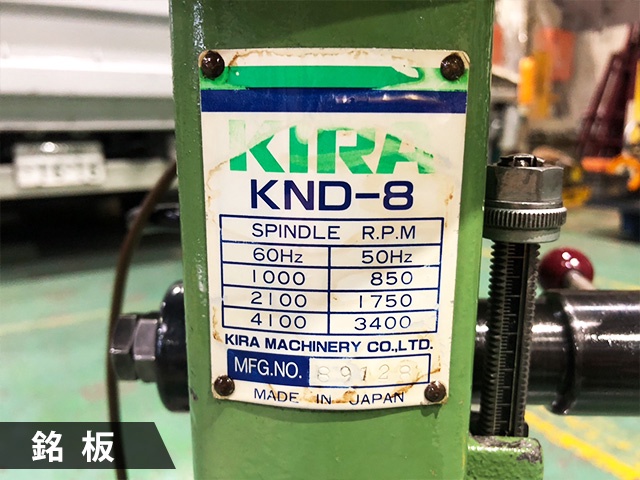 KIRA
KND-8
SPINDLE R.P.M
60Hz 50Hz
1000 850
2100 1750
4100 3400
KIRA MACHINERY CO.,LTD.
MFG.NO. 89128
MADE IN JAPAN
銘板